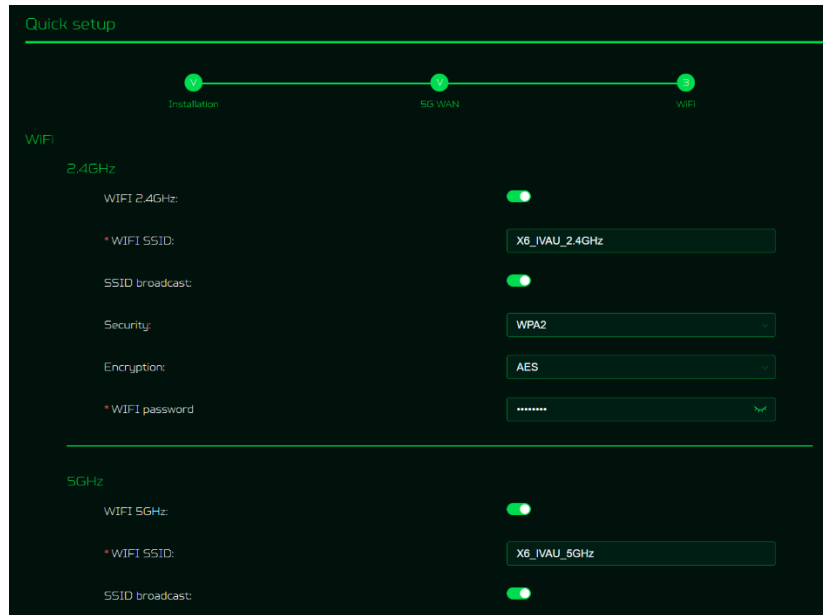 Quick setup
V V 3
Installation 5G WAN WiFi
WiFi
2.4GHz
WIFI 2.4GHz:
* WIFI SSID: X6_IVAU_2.4GHz
SSID broadcast:
Security: WPA2
Encryption: AES
* WIFI password ••••••••
5GHz
WIFI 5GHz:
* WIFI SSID: X6_IVAU_5GHz
SSID broadcast: